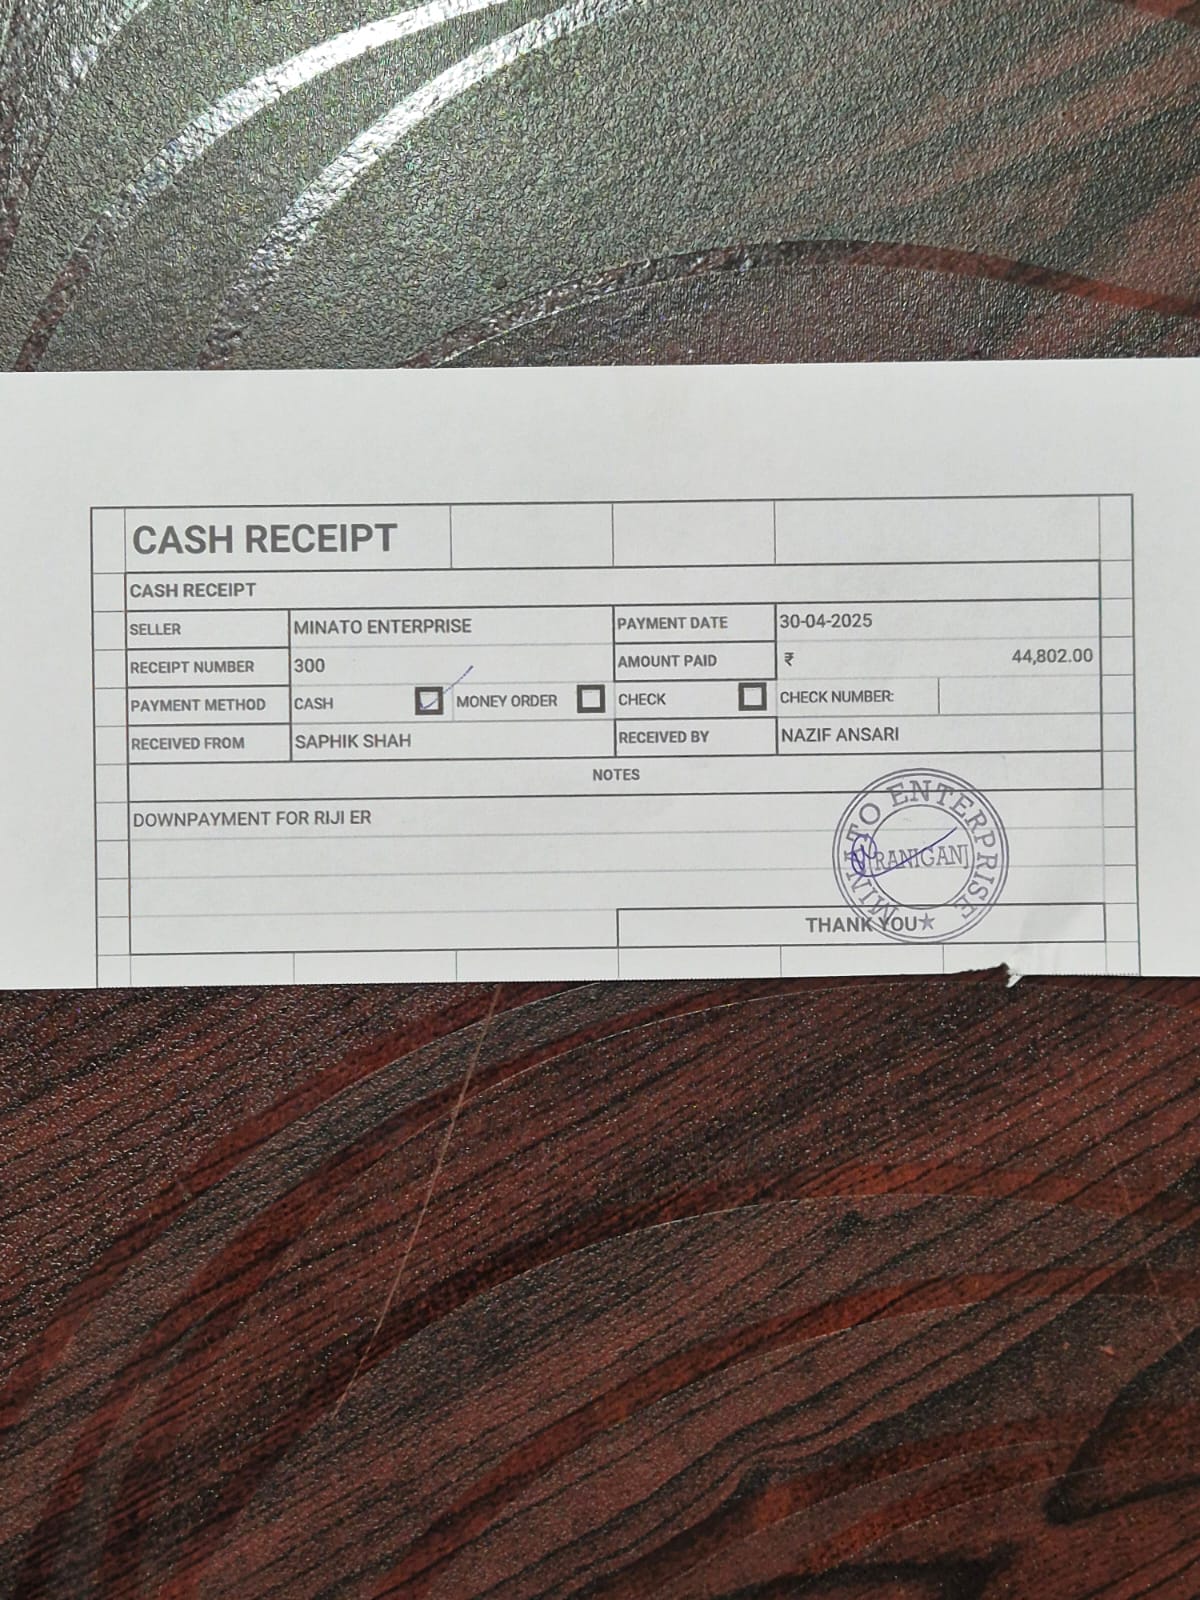 CASH RECEIPT
CASH RECEIPT
SELLER MINATO ENTERPRISE PAYMENT DATE 30-04-2025
RECEIPT NUMBER 300 AMOUNT PAID ₹ 44,802.00
PAYMENT METHOD CASH MONEY ORDER CHECK CHECK NUMBER:
RECEIVED FROM SAPHIK SHAH RECEIVED BY NAZIF ANSARI
NOTES
DOWNPAYMENT FOR RIJI ER
MINATO ENTERPRISE
RANIGANJ
THANK YOU